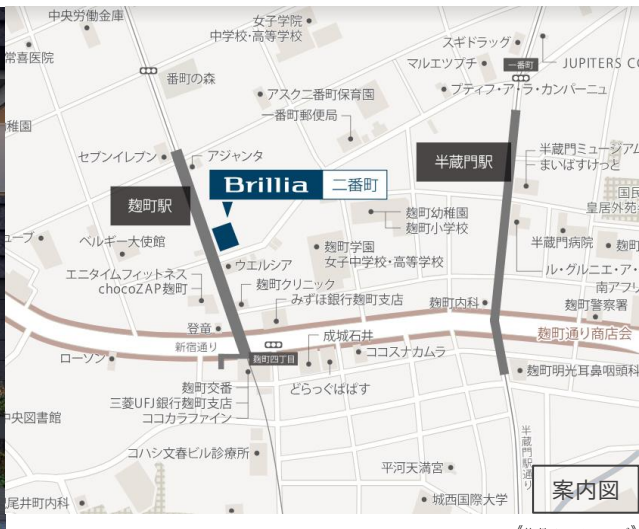 中央労働金庫
女子学院
中学校・高等学校
スギドラッグ
常喜医院
マルエツプチ
一番町
JUPITERS CO
番町の森
アスク二番町保育園
プティフ・ア・ラ・カンパーニュ
稚園
一番町郵便局
セブンイレブン
アジャンタ
半蔵門駅
半蔵門ミュージアム
まいばすけっと
Brillia 二番町
麹町駅
国民
皇居外苑
麹町幼稚園
麹町小学校
ューブ
ベルギー大使館
麹町学園
女子中学校・高等学校
半蔵門病院
麹町
ウエルシア
エニタイムフィットネス
chocoZAP麹町
ル・グルニエ・ア・
麹町クリニック
南アフリ
みずほ銀行麹町支店
麹町内科
麹町警察署
登童
新宿通り
成城石井
麹町通り商店会
ローソン
麹町四丁目
ココスナカムラ
麹町明光耳鼻咽頭科
麹町交番
どらっぐぱぱす
三菱UFJ銀行麹町支店
ココカラファイン
中央図書館
半蔵門駅通り
コハシ文春ビル診療所
平河天満宮
案内図
尾井町内科
城西国際大学